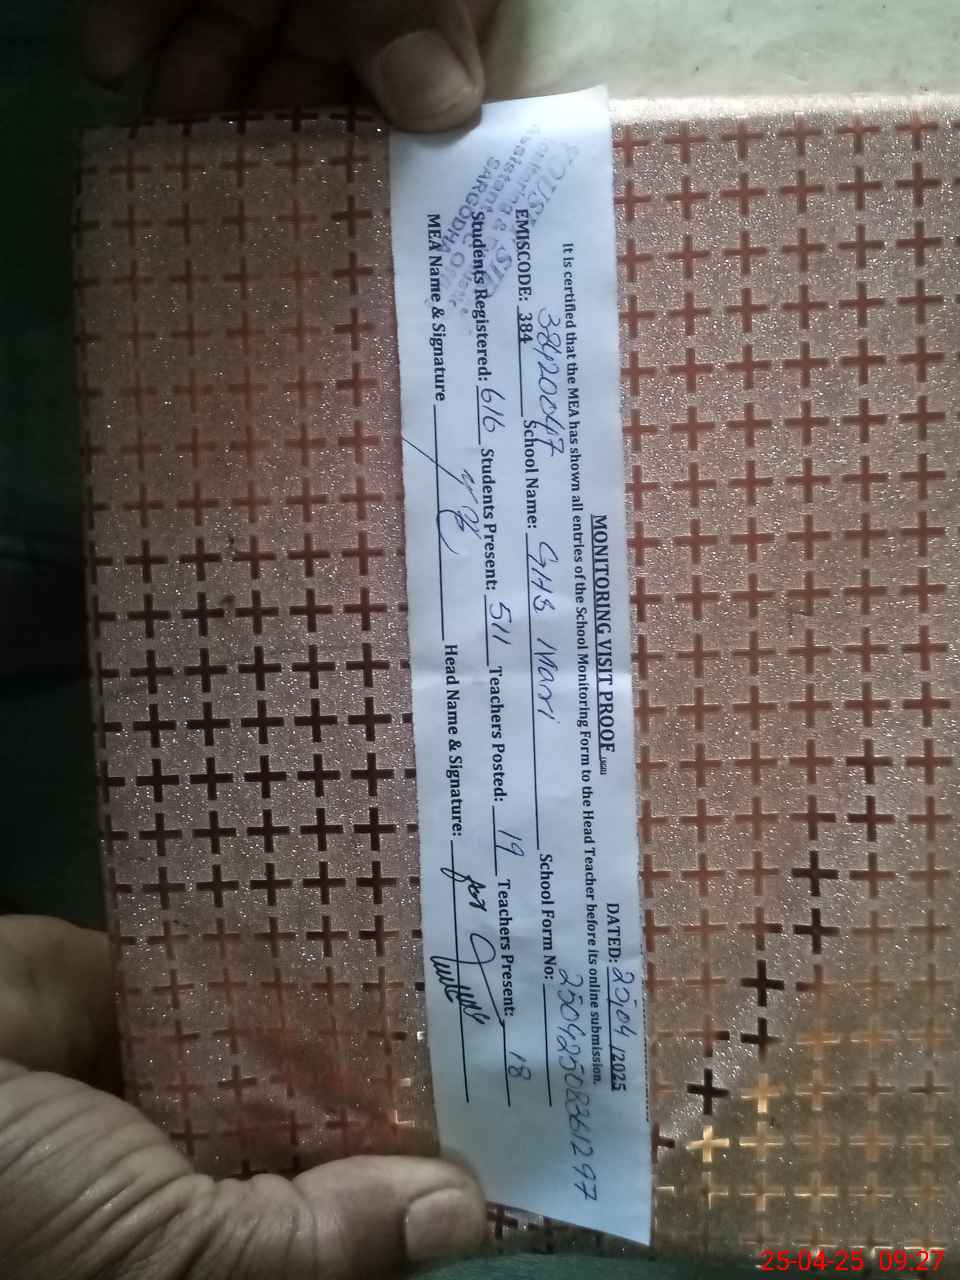 MONITORING VISIT PROOF
DATED: 25/04/2025
It is certified that the MEA has shown all entries of the School Monitoring Form to the Head Teacher before its online submission.
EMISCODE: 384 38420047 School Name: GHS Mari School Form No: 250425083612 97
Students Registered: 616 Students Present: 511 Teachers Posted: 19 Teachers Present: 18
MEA Name & Signature Head Name & Signature:
SARGODHA
25-04-25 09:27